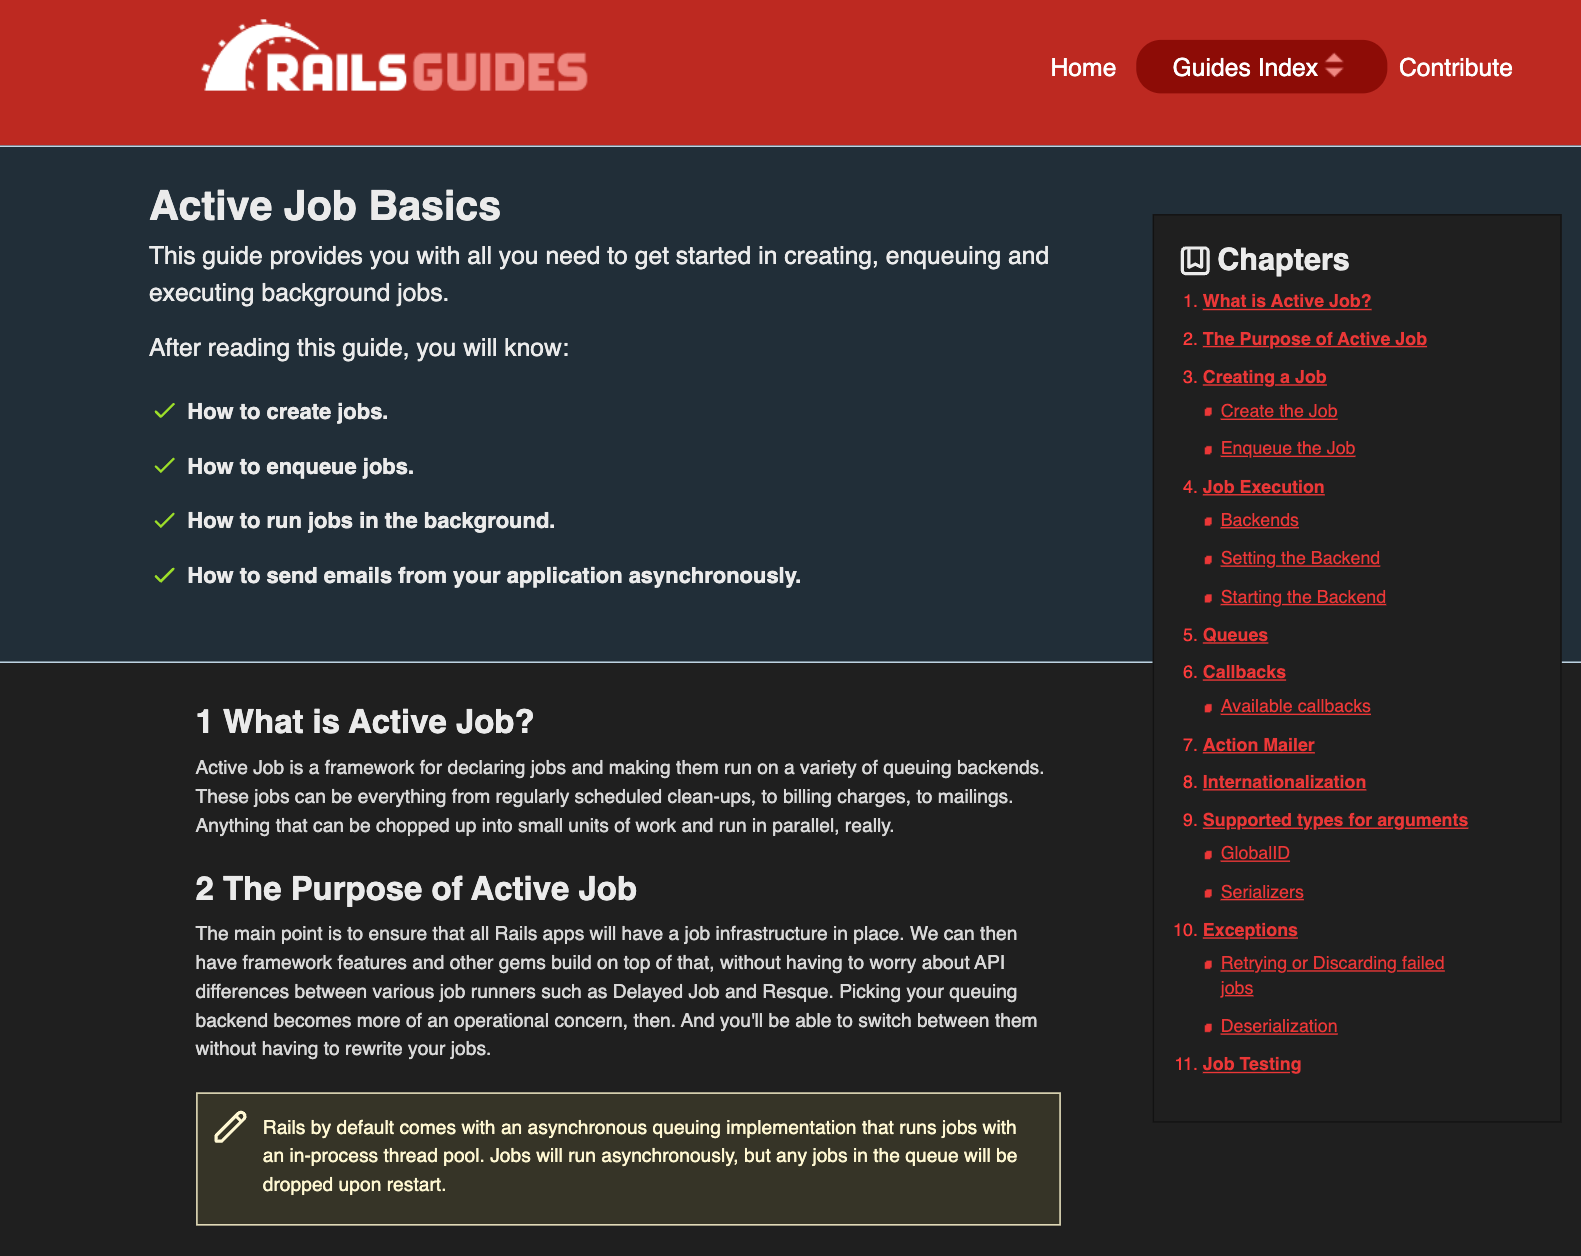 RAILSGUIDES
Home
Guides Index
Contribute
Active Job Basics
This guide provides you with all you need to get started in creating, enqueuing and
executing background jobs.
After reading this guide, you will know:
How to create jobs.
How to enqueue jobs.
How to run jobs in the background.
How to send emails from your application asynchronously.
Chapters
1. What is Active Job?
2. The Purpose of Active Job
3. Creating a Job
Create the Job
Enqueue the Job
4. Job Execution
Backends
Setting the Backend
Starting the Backend
5. Queues
6. Callbacks
Available callbacks
7. Action Mailer
8. Internationalization
9. Supported types for arguments
GlobalID
Serializers
10. Exceptions
Retrying or Discarding failed
jobs
Deserialization
11. Job Testing
1 What is Active Job?
Active Job is a framework for declaring jobs and making them run on a variety of queuing backends.
These jobs can be everything from regularly scheduled clean-ups, to billing charges, to mailings.
Anything that can be chopped up into small units of work and run in parallel, really.
2 The Purpose of Active Job
The main point is to ensure that all Rails apps will have a job infrastructure in place. We can then
have framework features and other gems build on top of that, without having to worry about API
differences between various job runners such as Delayed Job and Resque. Picking your queuing
backend becomes more of an operational concern, then. And you'll be able to switch between them
without having to rewrite your jobs.
Rails by default comes with an asynchronous queuing implementation that runs jobs with
an in-process thread pool. Jobs will run asynchronously, but any jobs in the queue will be
dropped upon restart.